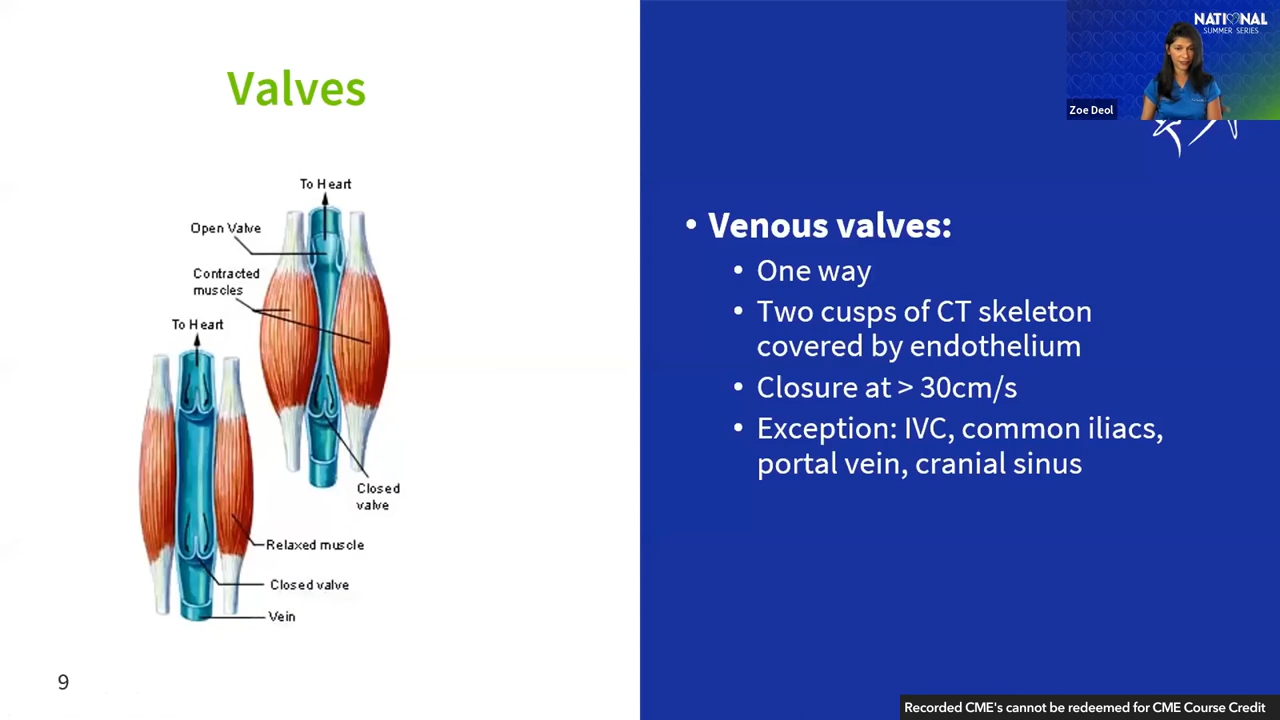 Valves
To Heart
Open Valve
Contracted
muscles
To Heart
Closed
valve
Relaxed muscle
Closed valve
Vein
9
NATIONAL
SUMMER SERIES
Zoe Deol
• Venous valves:
• One way
• Two cusps of CT skeleton
covered by endothelium
• Closure at > 30cm/s
• Exception: IVC, common iliacs,
portal vein, cranial sinus
Recorded CME's cannot be redeemed for CME Course Credit